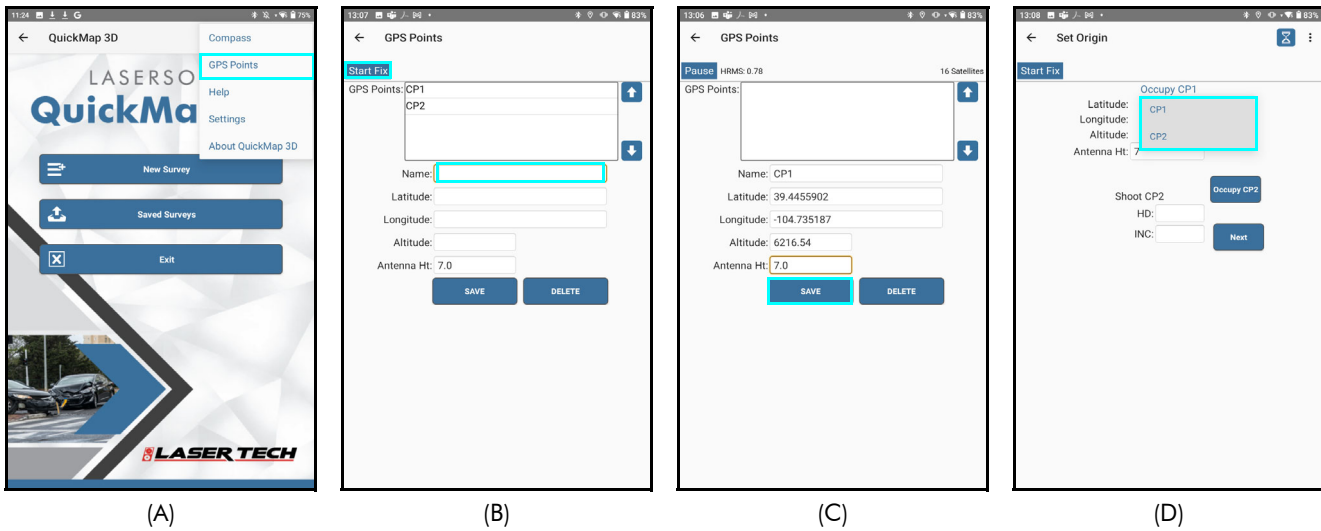 11:24 G 75%
← QuickMap 3D
Compass
GPS Points
Help
Settings
About QuickMap 3D
LASERSO
QuickMa
New Survey
Saved Surveys
Exit
LASER TECH
(A)
13:07 83%
← GPS Points
Start Fix
GPS Points: CP1
CP2
Name:
Latitude:
Longitude:
Altitude:
Antenna Ht: 7.0
SAVE DELETE
(B)
13:06 83%
← GPS Points
Pause HRMS: 0.78 16 Satellites
GPS Points:
Name: CP1
Latitude: 39.4455902
Longitude: -104.735187
Altitude: 6216.54
Antenna Ht: 7.0
SAVE DELETE
(C)
13:08 83%
← Set Origin
Start Fix
Occupy CP1
Latitude:
CP1
Longitude:
Altitude:
CP2
Antenna Ht: 7
Occupy CP2
Shoot CP2
HD:
INC:
Next
(D)